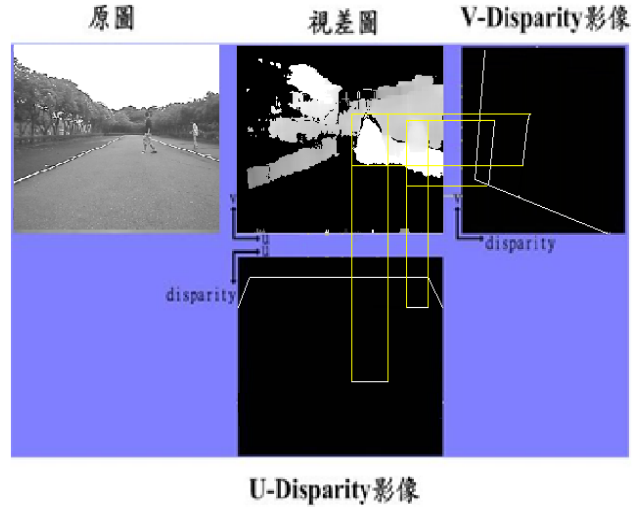 原圖
視差圖
V-Disparity影像
v
u
u
disparity
v
disparity
U-Disparity影像